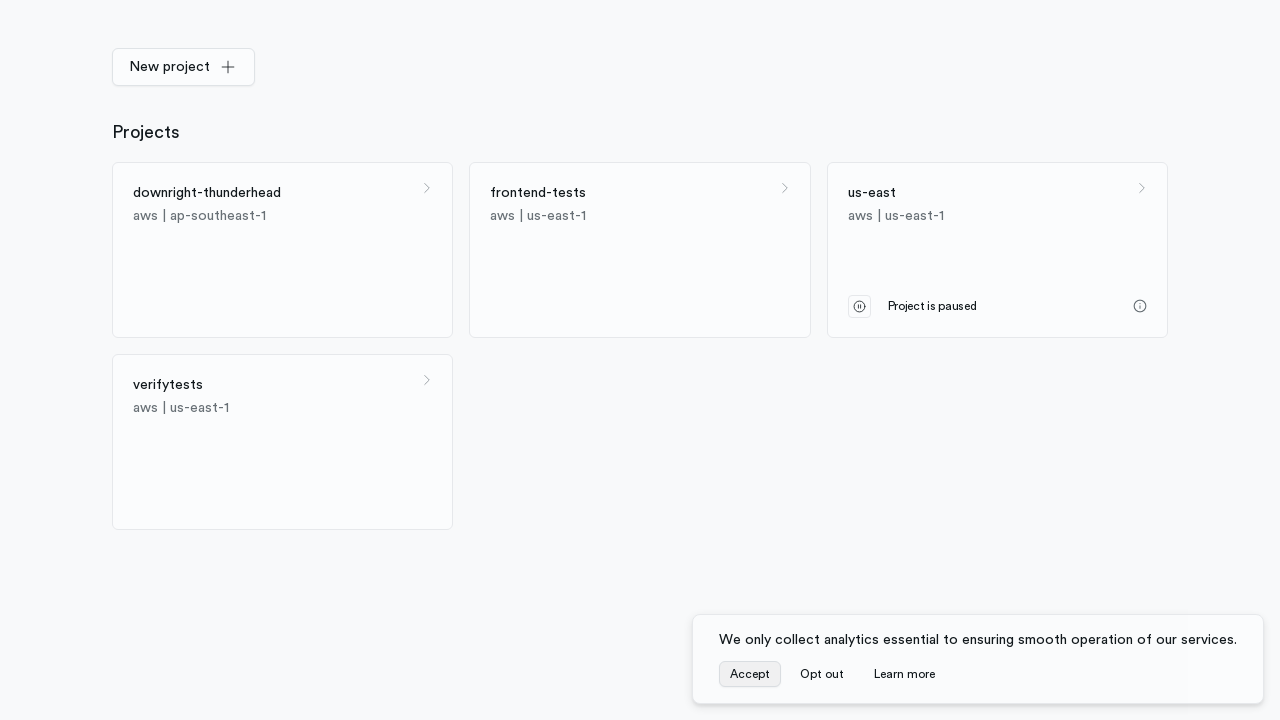 New project
Projects
downright-thunderhead
aws | ap-southeast-1
frontend-tests
aws | us-east-1
us-east
aws | us-east-1
Project is paused
verifytests
aws | us-east-1
We only collect analytics essential to ensuring smooth operation of our services.
Accept
Opt out
Learn more